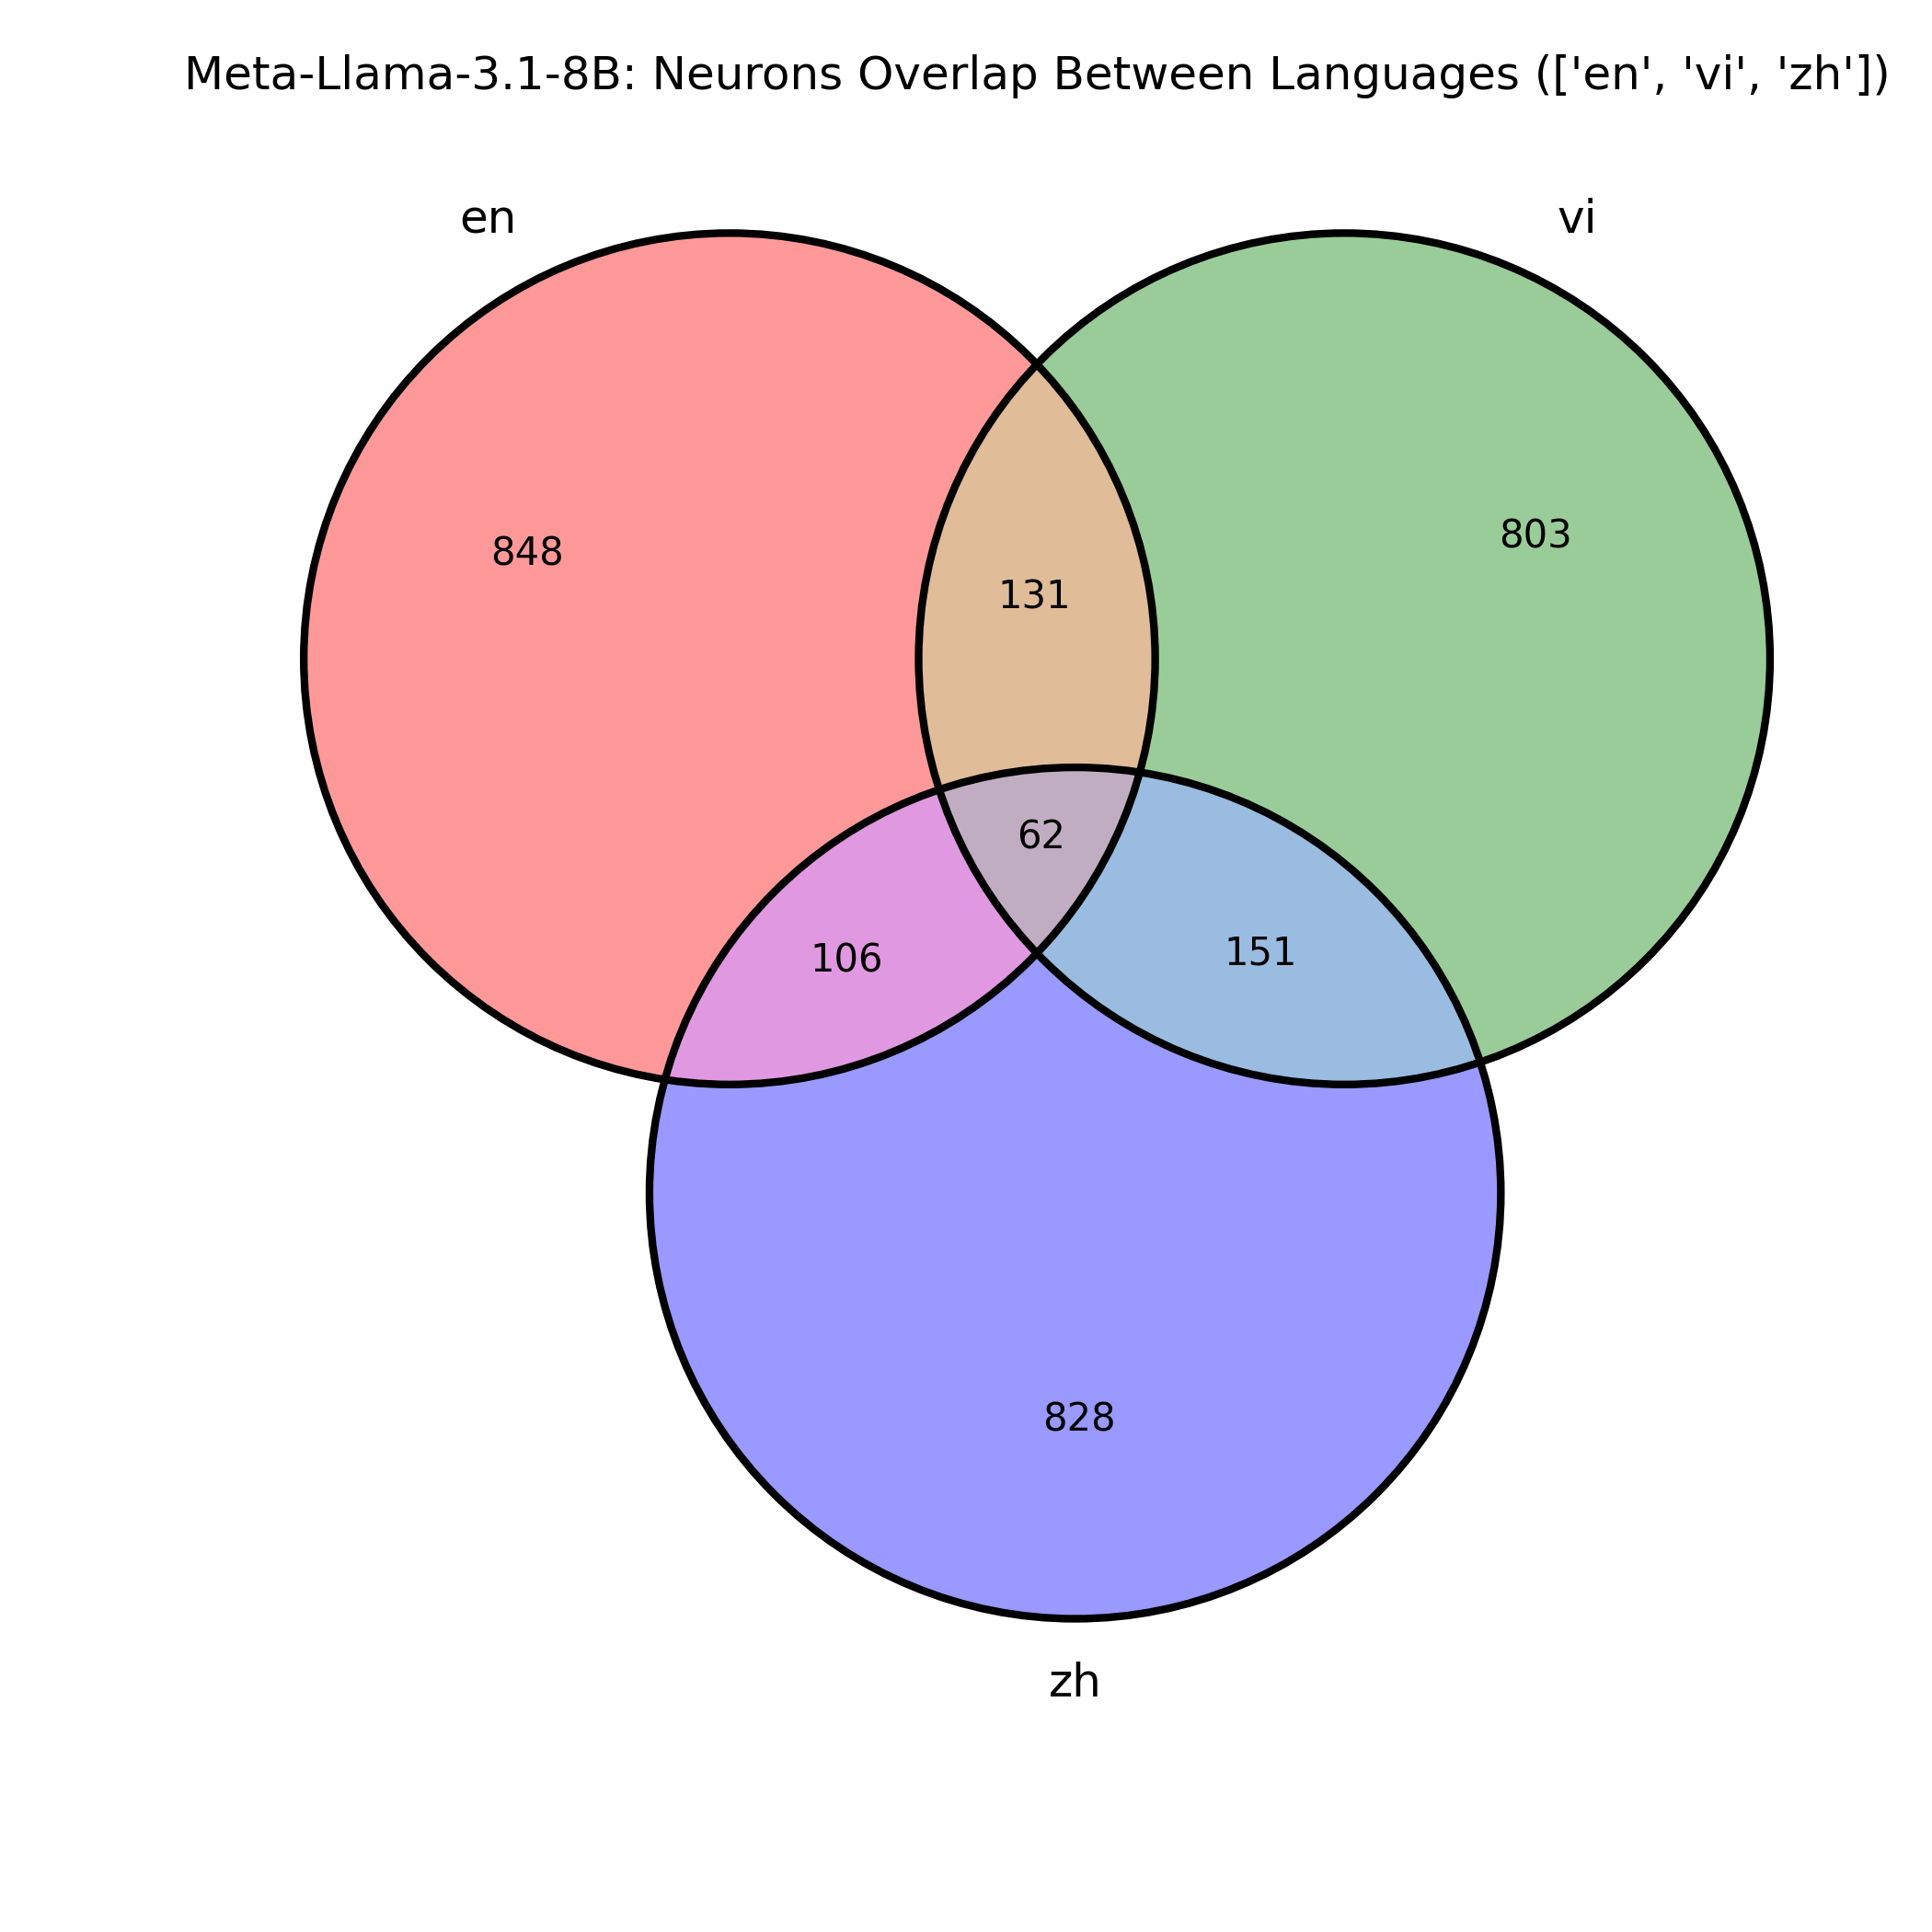 Meta-Llama-3.1-8B: Neurons Overlap Between Languages (['en', 'vi', 'zh'])
en
vi
848
803
131
62
106
151
828
zh